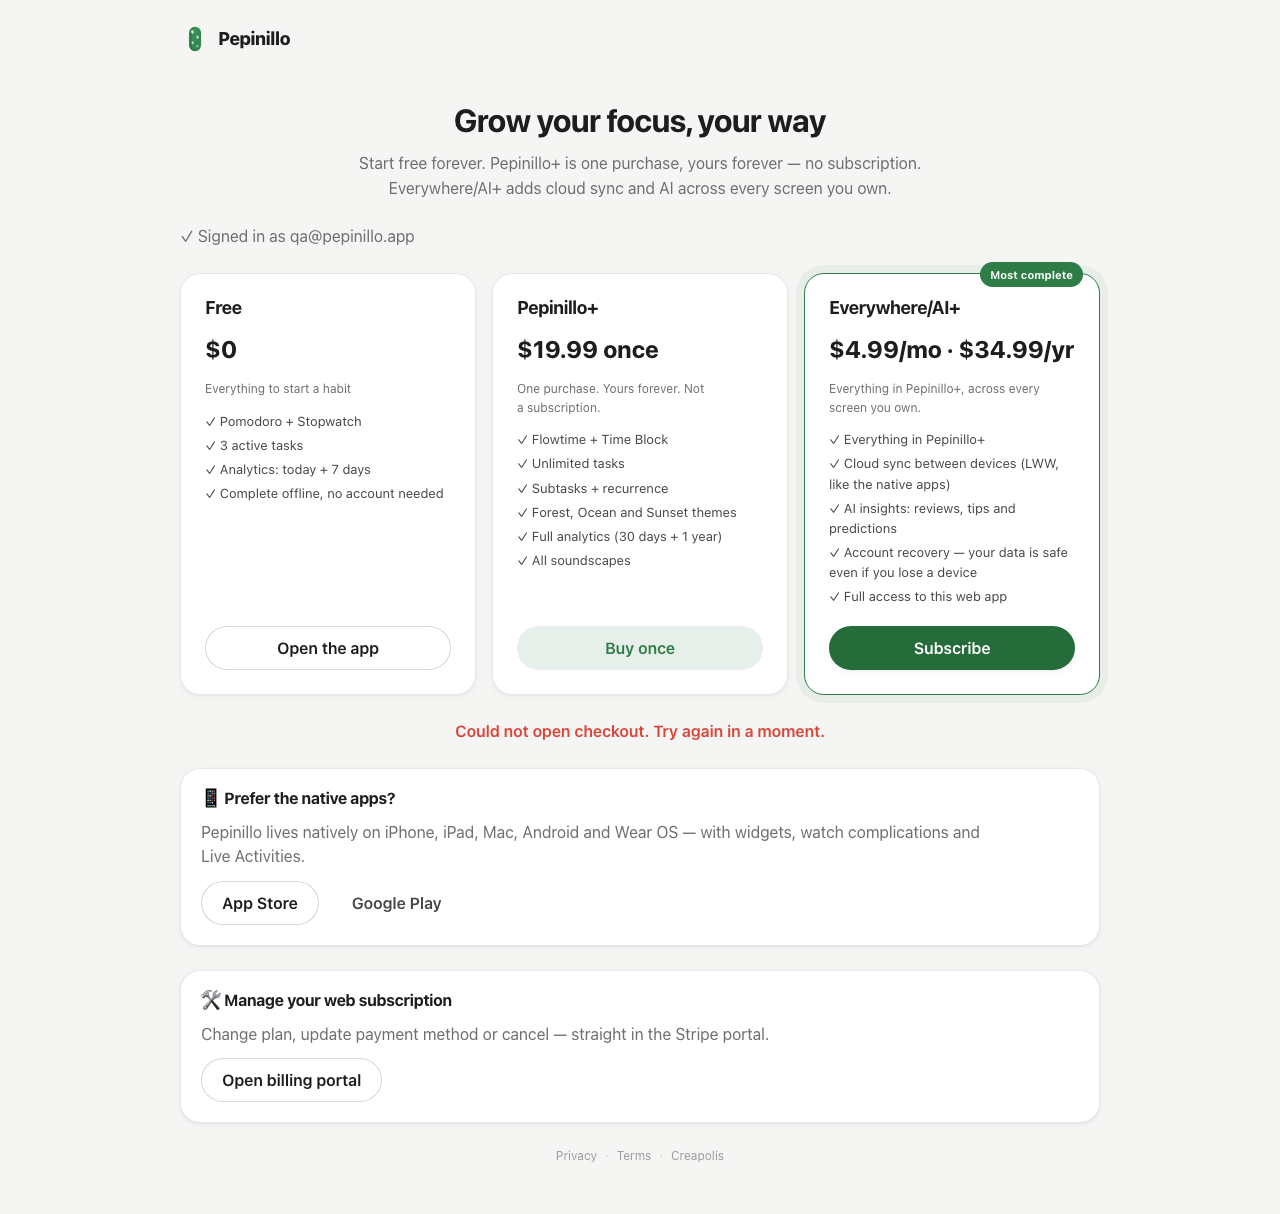 Pepinillo
Grow your focus, your way
Start free forever. Pepinillo+ is one purchase, yours forever — no subscription.
Everywhere/AI+ adds cloud sync and AI across every screen you own.
✓ Signed in as qa@pepinillo.app
Free
$0
Everything to start a habit
✓ Pomodoro + Stopwatch
✓ 3 active tasks
✓ Analytics: today + 7 days
✓ Complete offline, no account needed
Open the app
Pepinillo+
$19.99 once
One purchase. Yours forever. Not
a subscription.
✓ Flowtime + Time Block
✓ Unlimited tasks
✓ Subtasks + recurrence
✓ Forest, Ocean and Sunset themes
✓ Full analytics (30 days + 1 year)
✓ All soundscapes
Buy once
Most complete
Everywhere/AI+
$4.99/mo · $34.99/yr
Everything in Pepinillo+, across every
screen you own.
✓ Everything in Pepinillo+
✓ Cloud sync between devices (LWW,
like the native apps)
✓ AI insights: reviews, tips and
predictions
✓ Account recovery — your data is safe
even if you lose a device
✓ Full access to this web app
Subscribe
Could not open checkout. Try again in a moment.
📱 Prefer the native apps?
Pepinillo lives natively on iPhone, iPad, Mac, Android and Wear OS — with widgets, watch complications and
Live Activities.
App Store
Google Play
🛠️ Manage your web subscription
Change plan, update payment method or cancel — straight in the Stripe portal.
Open billing portal
Privacy · Terms · Creapolis